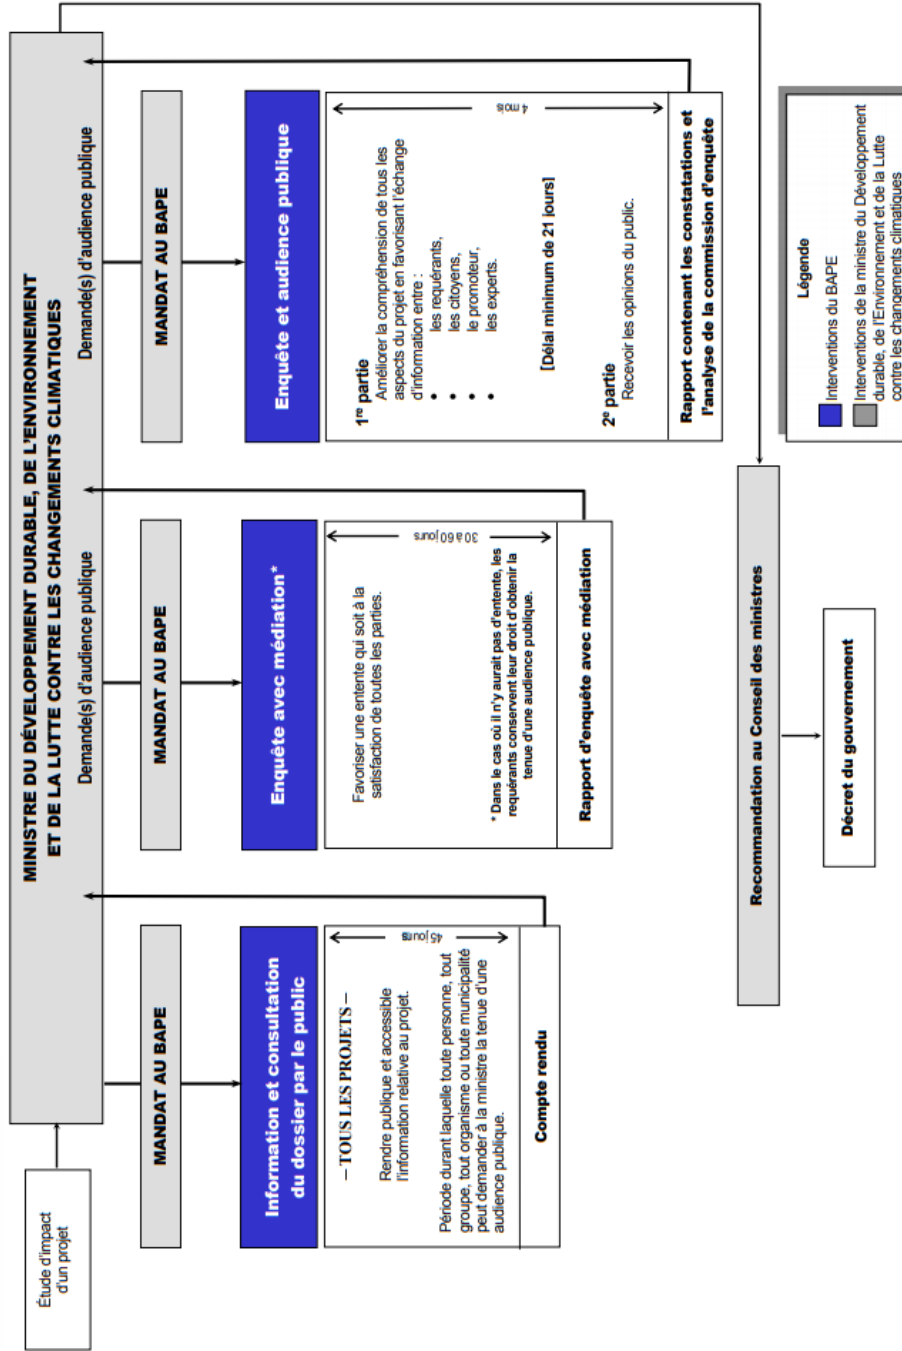 Étude d'impact
d'un projet
MINISTRE DU DÉVELOPPEMENT DURABLE, DE L'ENVIRONNEMENT
ET DE LA LUTTE CONTRE LES CHANGEMENTS CLIMATIQUES
MANDAT AU BAPE
Information et consultation
du dossier par le public
– TOUS LES PROJETS –
Rendre publique et accessible
l'information relative au projet.
Période durant laquelle toute personne, tout
groupe, tout organisme ou toute municipalité
peut demander à la ministre la tenue d'une
audience publique.
45 jours
Compte rendu
Demande(s) d'audience publique
MANDAT AU BAPE
Enquête avec médiation*
Favoriser une entente qui soit à la
satisfaction de toutes les parties.
* Dans le cas où il n'y aurait pas d'entente, les
requérants conservent leur droit d'obtenir la
tenue d'une audience publique.
30 à 60 jours
Rapport d'enquête avec médiation
Demande(s) d'audience publique
MANDAT AU BAPE
Enquête et audience publique
1re partie
Améliorer la compréhension de tous les
aspects du projet en favorisant l'échange
d'information entre :
• les requérants,
• les citoyens,
• le promoteur,
• les experts.
[Délai minimum de 21 jours]
2e partie
Recevoir les opinions du public.
4 mois
Rapport contenant les constatations et
l'analyse de la commission d'enquête
Recommandation au Conseil des ministres
Décret du gouvernement
Légende
Interventions du BAPE
Interventions de la ministre du Développement
durable, de l'Environnement et de la Lutte
contre les changements climatiques